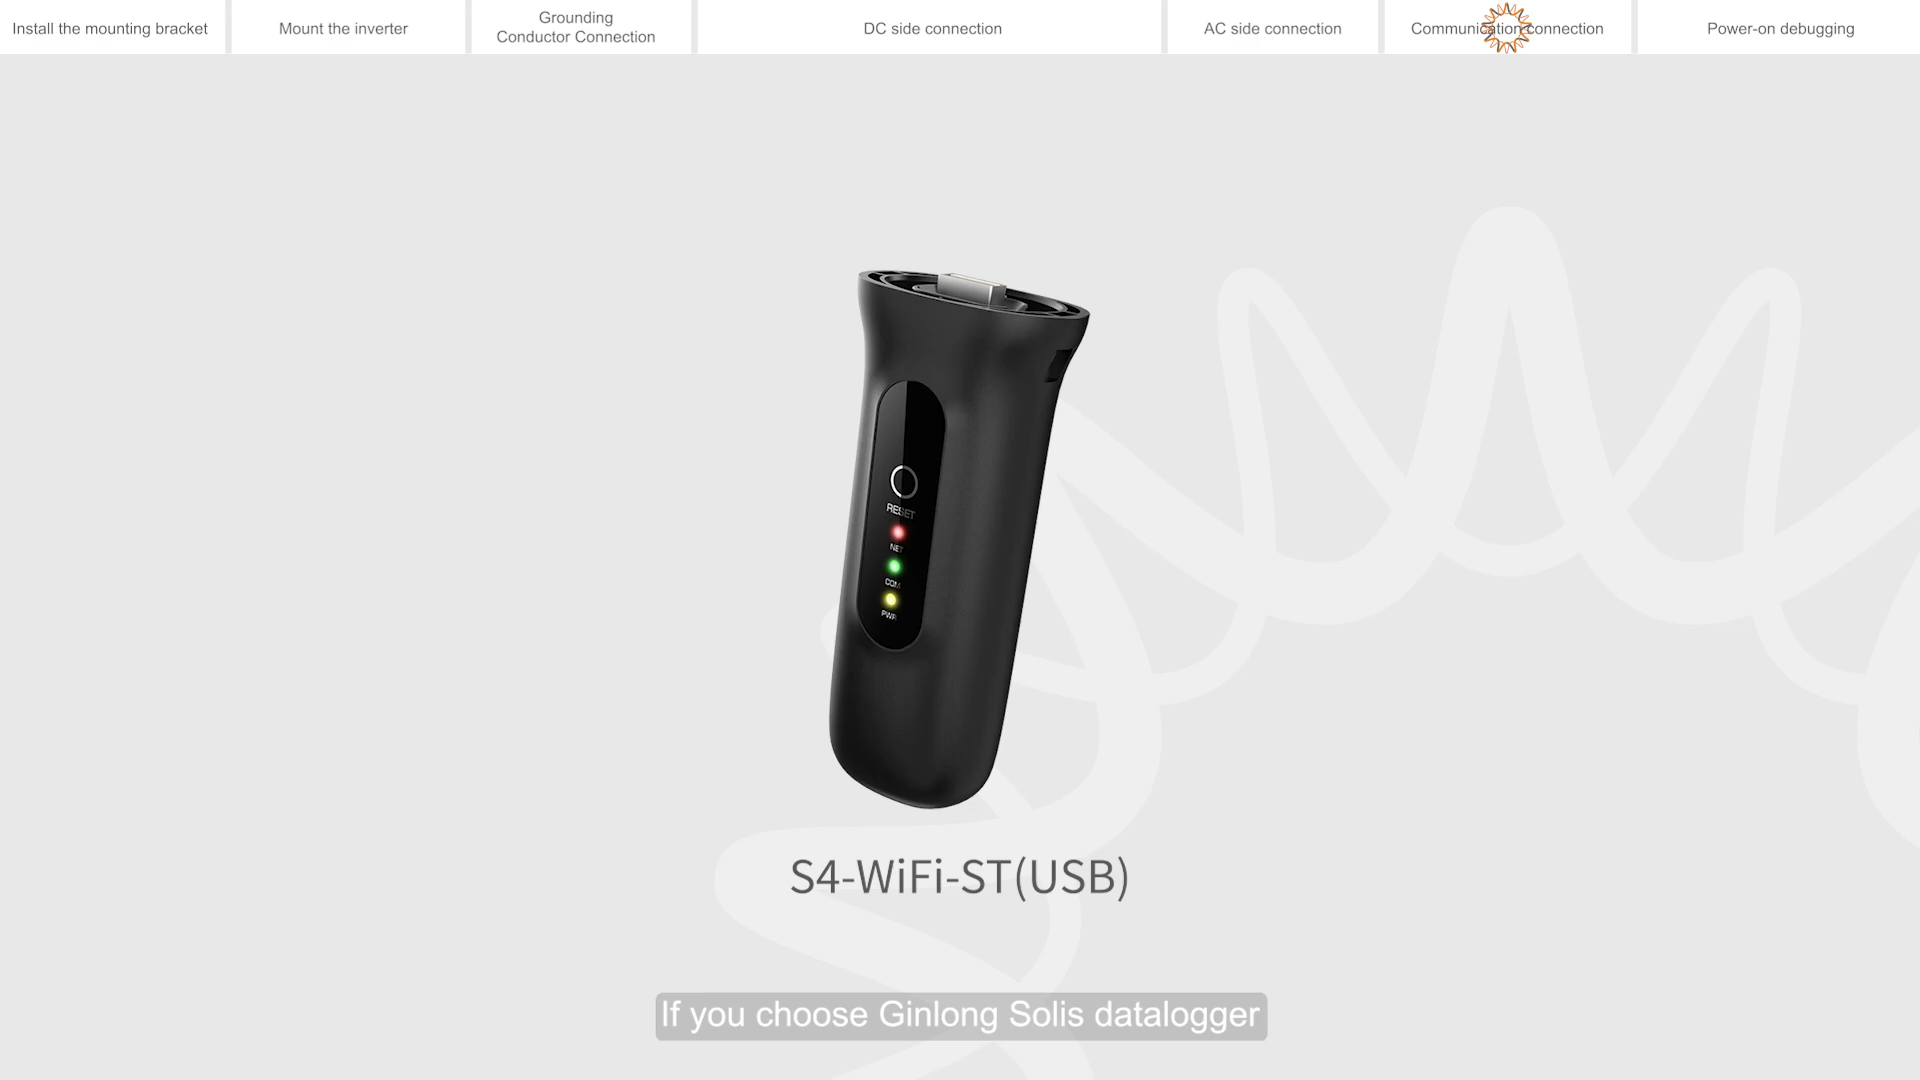 Install the mounting bracket
Mount the inverter
Grounding
Conductor Connection
DC side connection
AC side connection
Communication connection
Power-on debugging
RESET
NET
COM
PWR
S4-WiFi-ST(USB)
If you choose Ginlong Solis datalogger